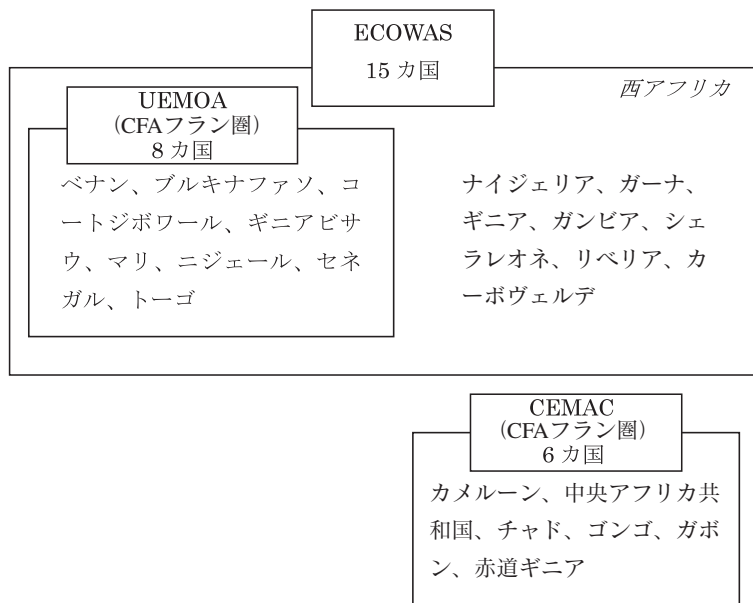 ECOWAS
15 カ国
西アフリカ
UEMOA
(CFAフラン圏)
8 カ国
ベナン、ブルキナファソ、コ
ートジボワール、ギニアビサ
ウ、マリ、ニジェール、セネ
ガル、トーゴ
ナイジェリア、ガーナ、
ギニア、ガンビア、シェ
ラレオネ、リベリア、カ
ーボヴェルデ
CEMAC
(CFAフラン圏)
6 カ国
カメルーン、中央アフリカ共
和国、チャド、ゴンゴ、ガボ
ン、赤道ギニア